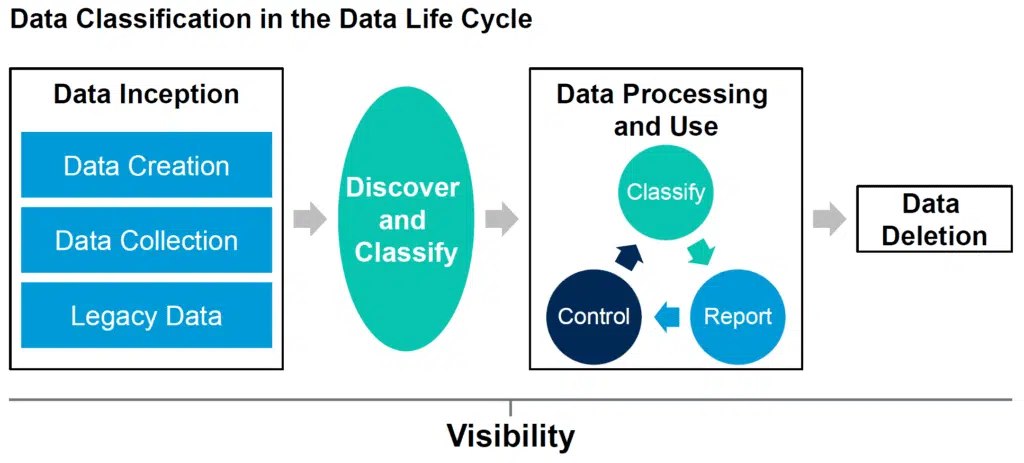 Data Classification in the Data Life Cycle
Data Inception
Data Creation
Data Collection
Legacy Data
Discover
and
Classify
Data Processing
and Use
Classify
Report
Control
Data
Deletion
Visibility